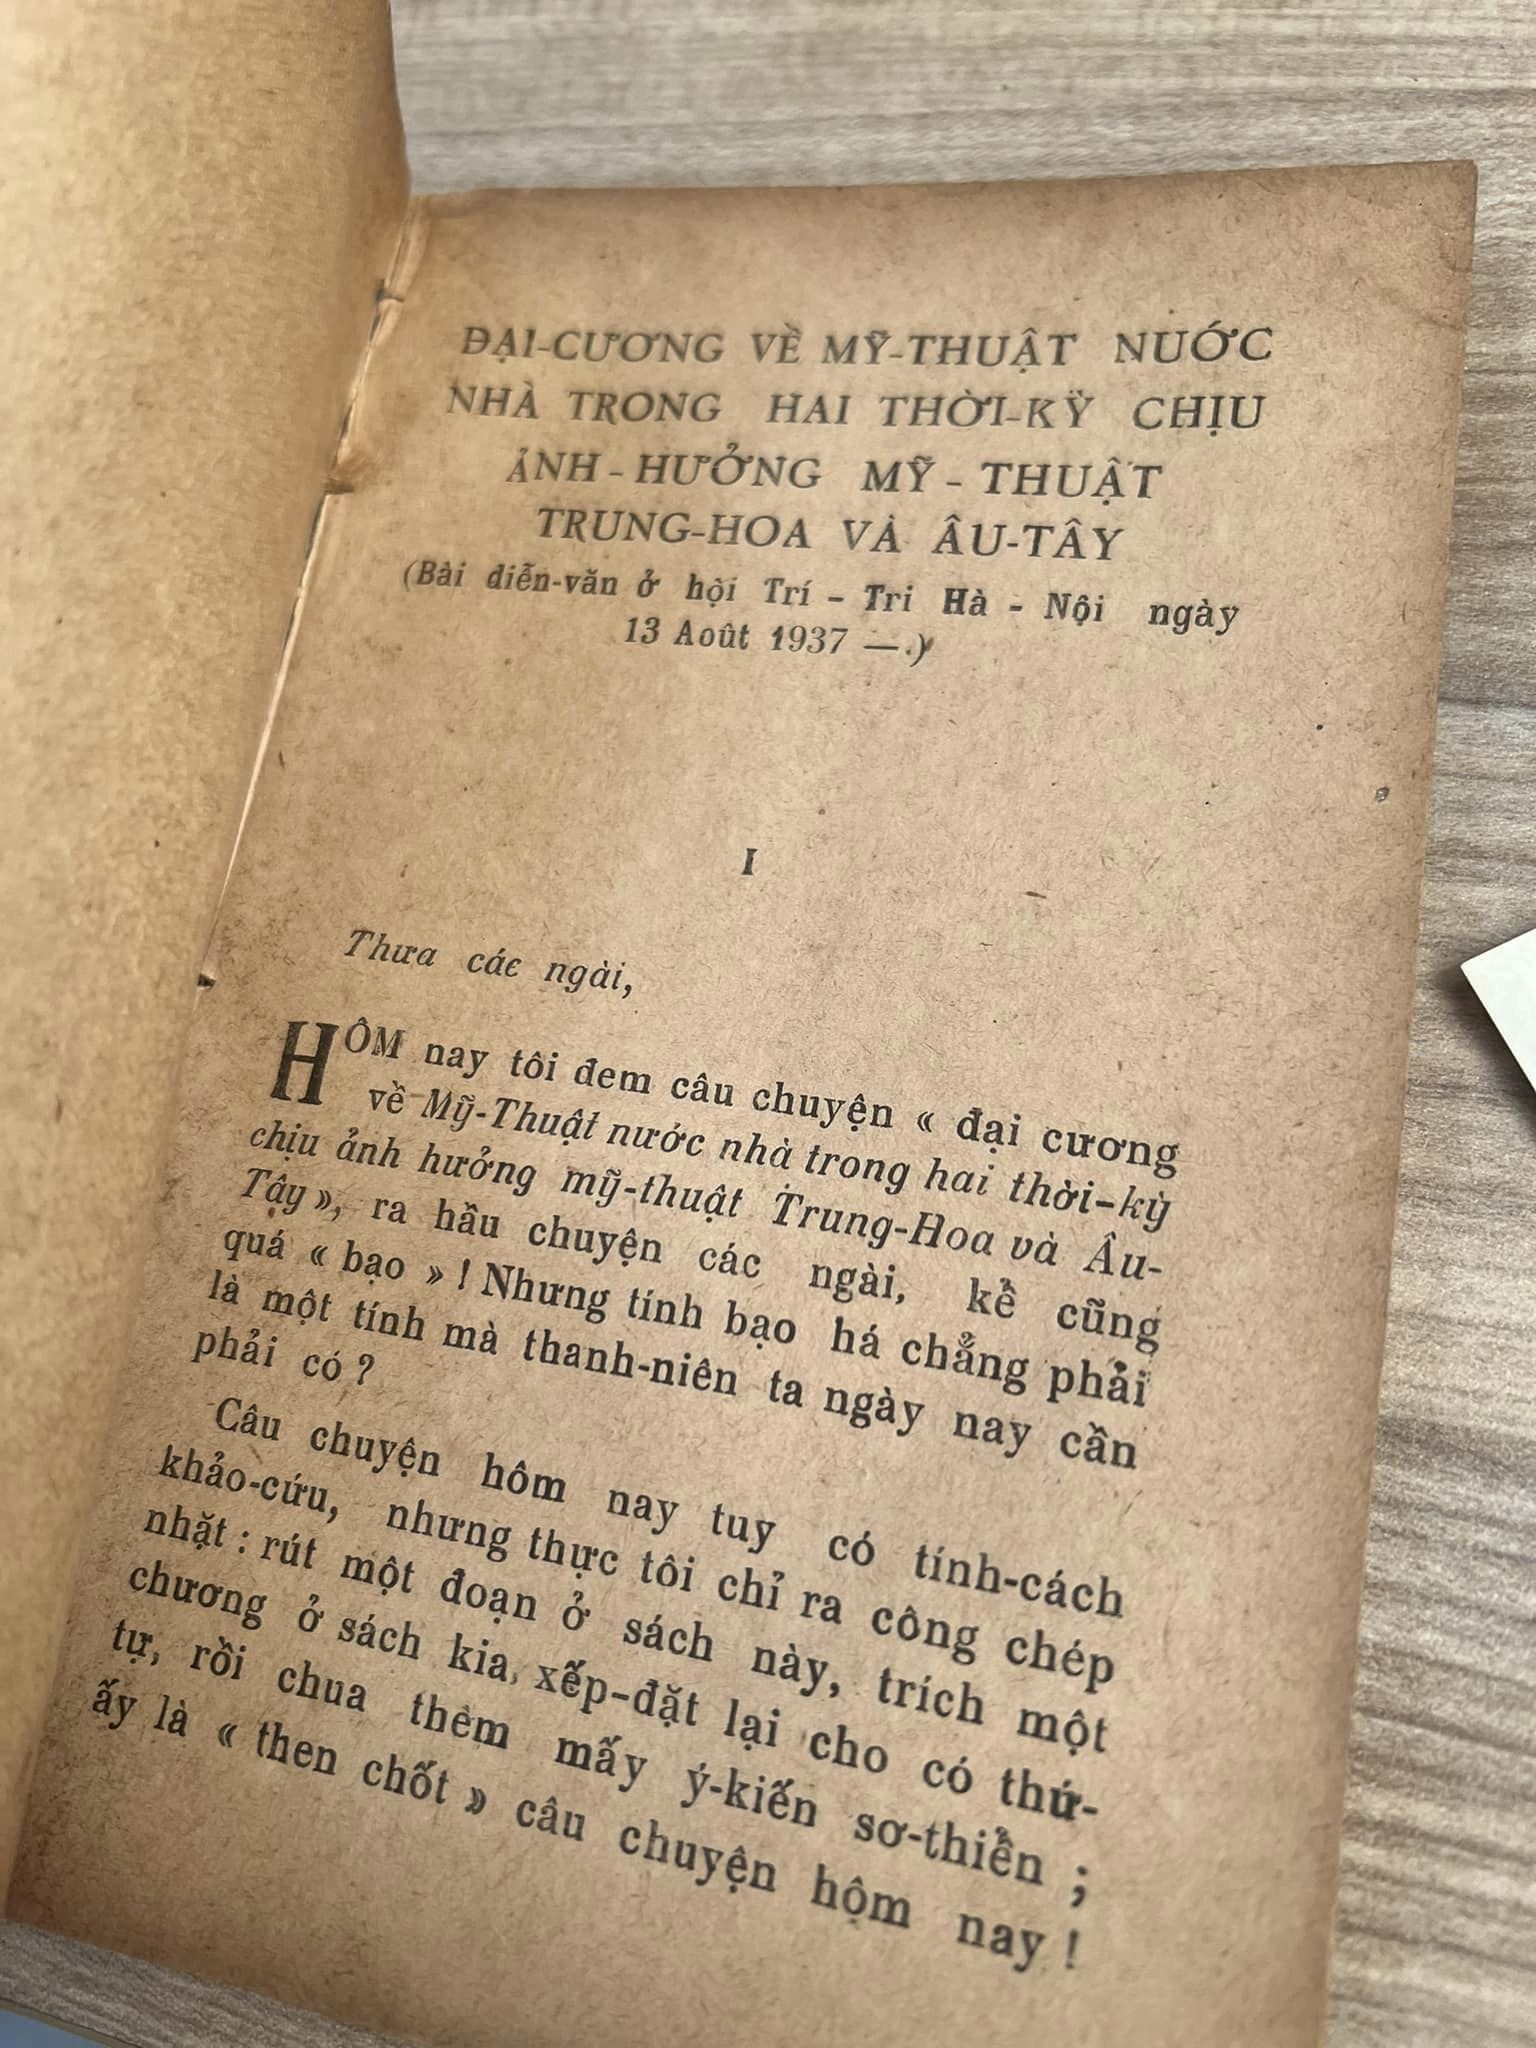 ĐẠI-CƯƠNG VỀ MỸ-THUẬT NƯỚC
NHÀ TRONG HAI THỜI-KỲ CHỊU
ẢNH-HƯỞNG MỸ-THUẬT
TRUNG-HOA VÀ ÂU-TÂY
(Bài diễn-văn ở hội Trí-Tri Hà-Nội ngày
13 Août 1937 —.)
I
Thưa các ngài,
HÔM nay tôi đem câu chuyện « đại cương
về Mỹ-Thuật nước nhà trong hai thời-kỳ
chịu ảnh hưởng mỹ-thuật Trung-Hoa và Âu-
Tậy », ra hầu chuyện các ngài, kể cũng
quá « bạo » ! Nhưng tính bạo há chẳng phải
là một tính mà thanh-niên ta ngày nay cần
phải có ?
Câu chuyện hôm nay tuy có tính-cách
khảo-cứu, nhưng thực tôi chỉ ra công chép
nhặt : rút một đoạn ở sách này, trích một
chương ở sách kia, xếp-đặt lại cho có thứ-
tự, rồi chua thêm mấy ý-kiến sơ-thiển ;
ấy là « then chốt » câu chuyện hộm nay !